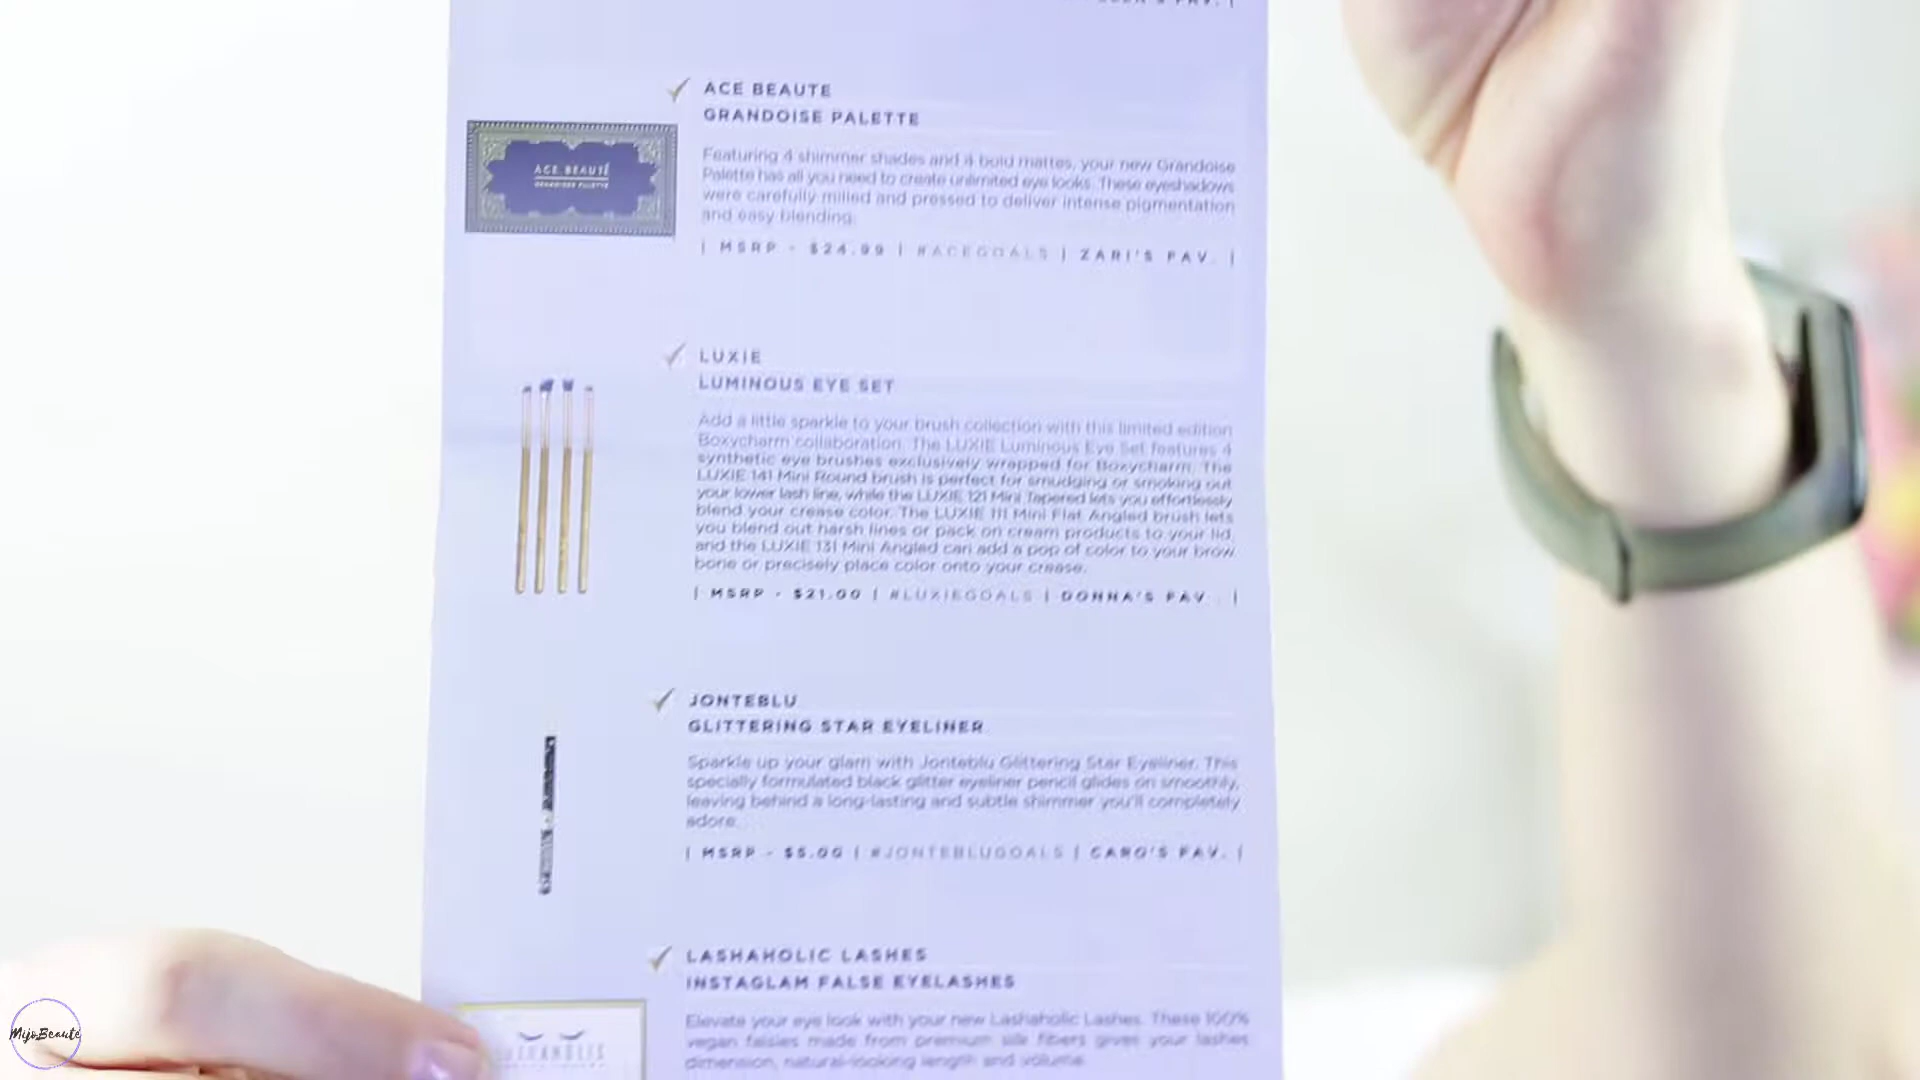 FAV. |
ACE BEAUTE
GRANDOISE PALETTE
ACE BEAUTÉ
GRANDOISE PALETTE
Featuring 4 shimmer shades and 4 bold mattes, your new Grandoise
Palette has all you need to create unlimited eye looks. These eyeshadows
were carefully milled and pressed to deliver intense pigmentation
and easy blending.
| MSRP - $24.99 | #ACEGOALS | ZARI'S FAV. |
LUXIE
LUMINOUS EYE SET
Add a little sparkle to your brush collection with this limited edition
Boxycharm collaboration. The LUXIE Luminous Eye Set features 4
synthetic eye brushes exclusively wrapped for Boxycharm. The
LUXIE 141 Mini Round brush is perfect for smudging or smoking out
your lower lash line, while the LUXIE 121 Mini Tapered lets you effortlessly
blend your crease color. The LUXIE 111 Mini Flat Angled brush lets
you blend out harsh lines or pack on cream products to your lid,
and the LUXIE 131 Mini Angled can add a pop of color to your brow
bone or precisely place color onto your crease.
| MSRP - $21.00 | #LUXIEGOALS | DONNA'S FAV. |
JONTEBLU
GLITTERING STAR EYELINER
Sparkle up your glam with Jonteblu Glittering Star Eyeliner. This
specially formulated black glitter eyeliner pencil glides on smoothly,
leaving behind a long-lasting and subtle shimmer you'll completely
adore.
| MSRP - $5.00 | #JONTEBLUGOALS | CARO'S FAV. |
LASHAHOLIC LASHES
INSTAGLAM FALSE EYELASHES
Elevate your eye look with your new Lashaholic Lashes. These 100%
vegan falsies made from premium silk fibers gives your lashes
dimension, natural-looking length and volume.
MijoBeauté